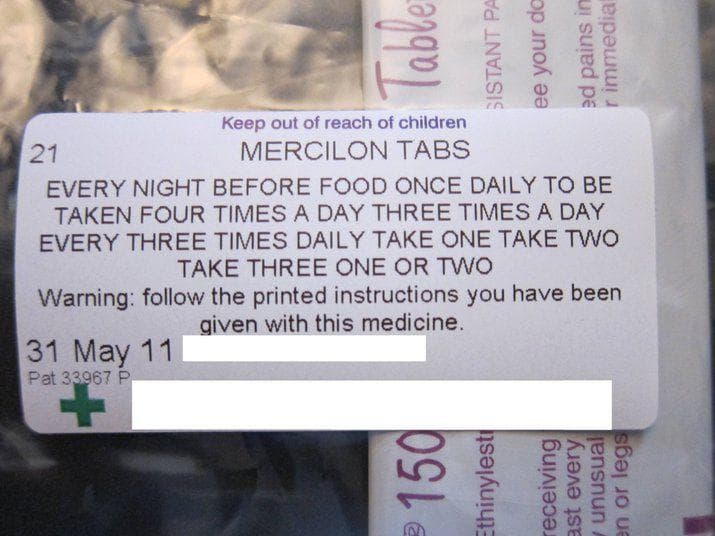 Keep out of reach of children
21 MERCILON TABS
EVERY NIGHT BEFORE FOOD ONCE DAILY TO BE
TAKEN FOUR TIMES A DAY THREE TIMES A DAY
EVERY THREE TIMES DAILY TAKE ONE TAKE TWO
TAKE THREE ONE OR TWO
Warning: follow the printed instructions you have been
given with this medicine.
31 May 11
Pat 33967 P
® 150 Table
Ethinylest SISTANT PA
receiving ee your do
ast every ed pains in
unusual r immedia
en or legs